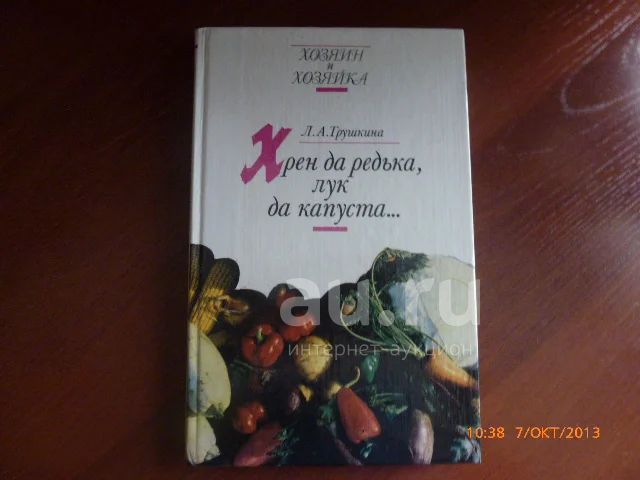 ХОЗЯИН
и
ХОЗЯЙКА
Л. А. Трушкина
Хрен да редька,
лук
да капуста...
au.ru
интернет-аукцион
10:38 7/ОКТ/2013